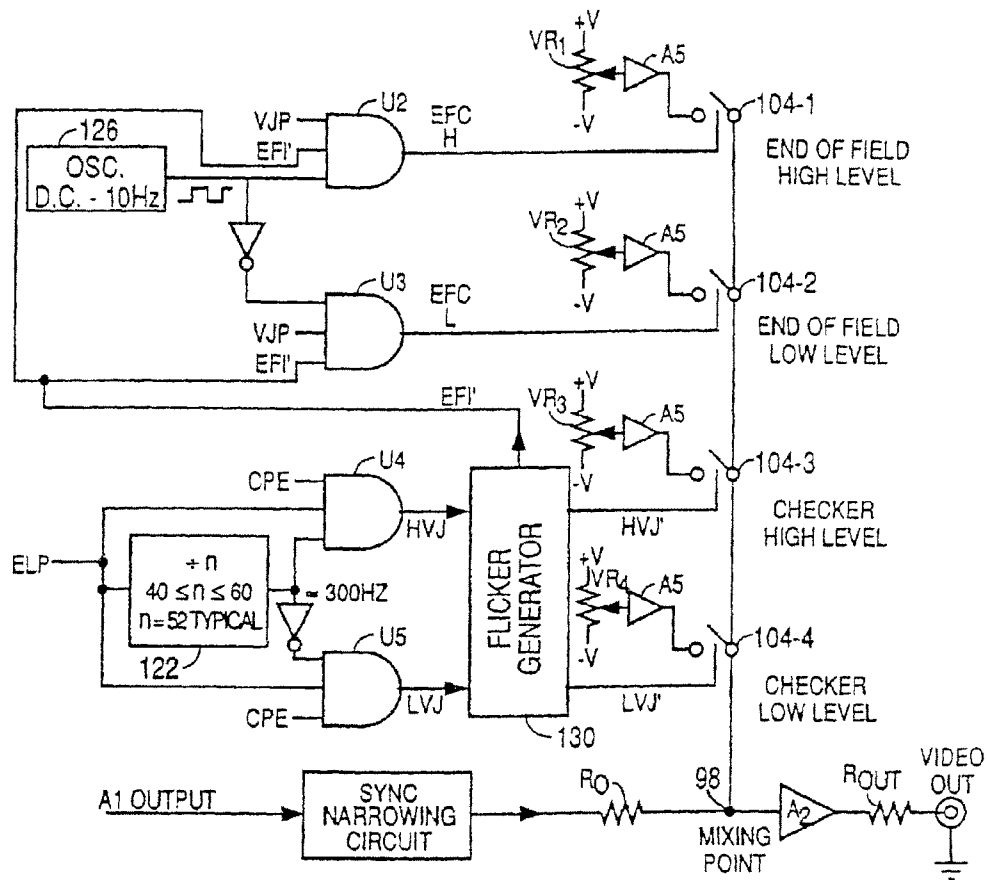 +V
VR1
A5
-V
104-1
END OF FIELD
HIGH LEVEL
U2
VJP
EFI'
EFC
H
126
OSC.
D.C. - 10Hz
+V
VR2
A5
-V
104-2
END OF FIELD
LOW LEVEL
U3
VJP
EFI'
EFC
L
EFI'
+V
VR3
A5
-V
104-3
CHECKER
HIGH LEVEL
U4
CPE
HVJ
HVJ'
ELP
÷ n
40 ≤ n ≤ 60
n = 52 TYPICAL
122
≃ 300HZ
FLICKER
GENERATOR
130
+V
VR4
A5
-V
104-4
CHECKER
LOW LEVEL
U5
CPE
LVJ
LVJ'
A1 OUTPUT
SYNC
NARROWING
CIRCUIT
RO
98
MIXING
POINT
A2
ROUT
VIDEO
OUT